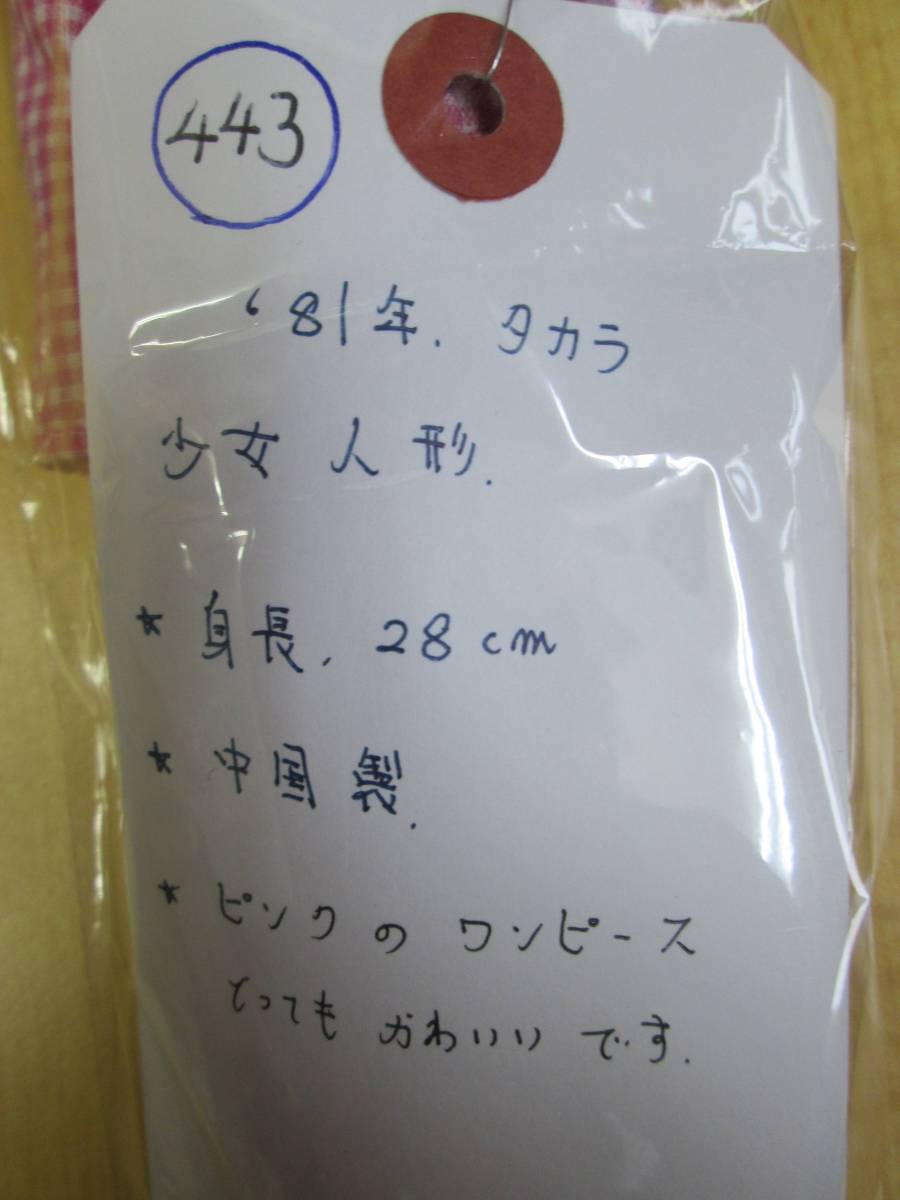 443
'81年. タカラ
少女 人形.
* 身長. 28cm
* 中国製.
* ピンクの ワンピース
とっても かわいい です.